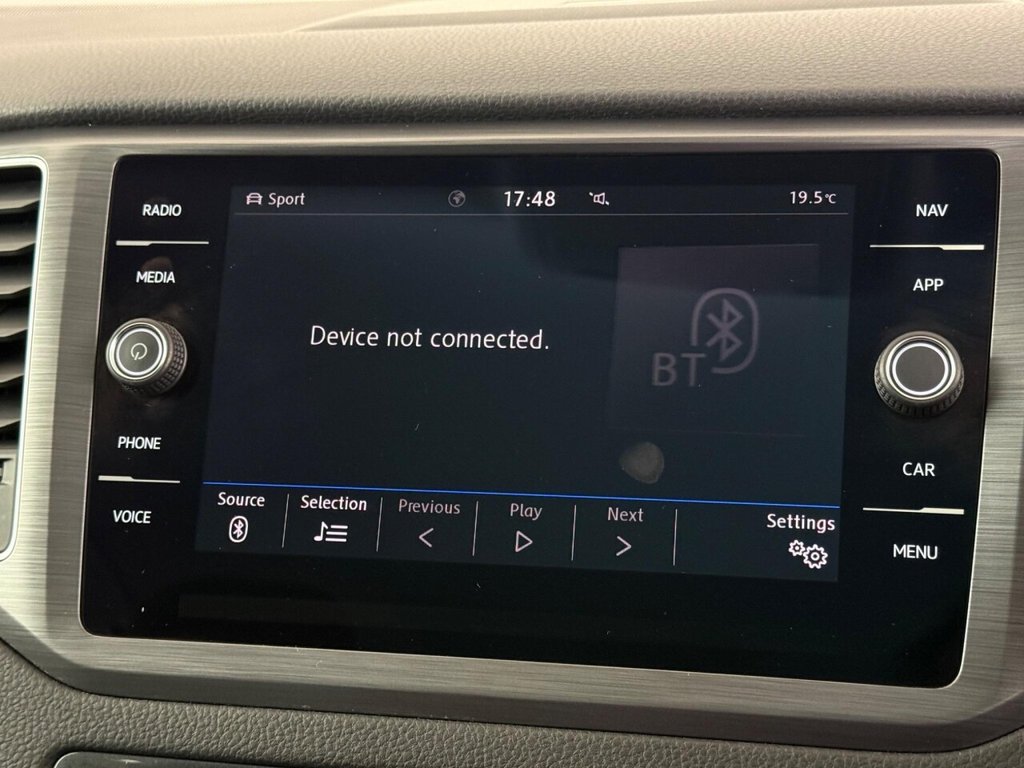 RADIO
MEDIA
PHONE
VOICE
Sport
17:48
19.5°C
Device not connected.
BT
Source
Selection
Previous
Play
Next
Settings
NAV
APP
CAR
MENU